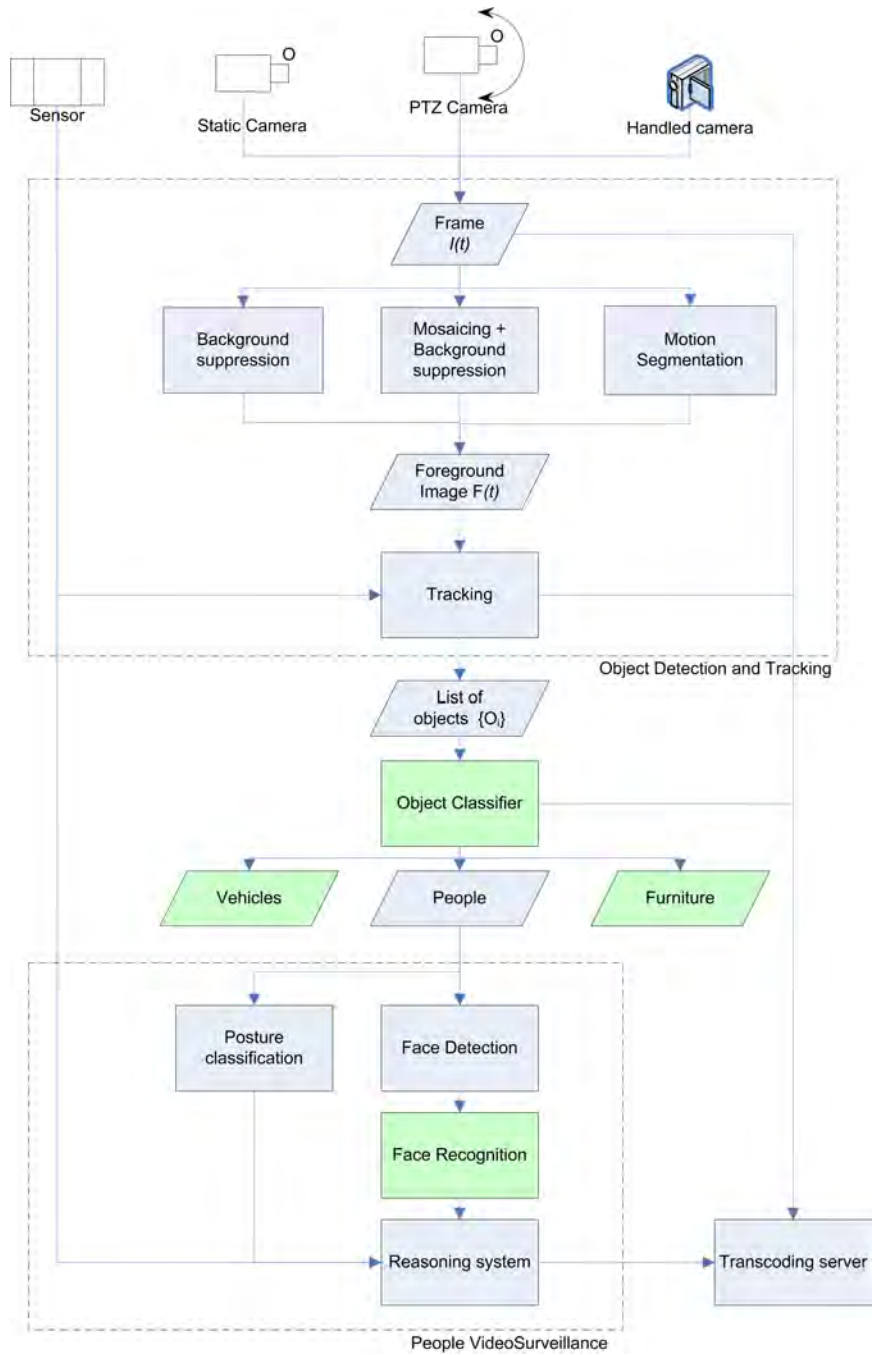 O
O
Sensor
Static Camera
PTZ Camera
Handled camera
Frame
I(t)
Background
suppression
Mosaicing +
Background
suppression
Motion
Segmentation
Foreground
Image F(t)
Tracking
Object Detection and Tracking
List of
objects {Oᵢ}
Object Classifier
Vehicles
People
Furniture
Posture
classification
Face Detection
Face Recognition
Reasoning system
Transcoding server
People VideoSurveillance